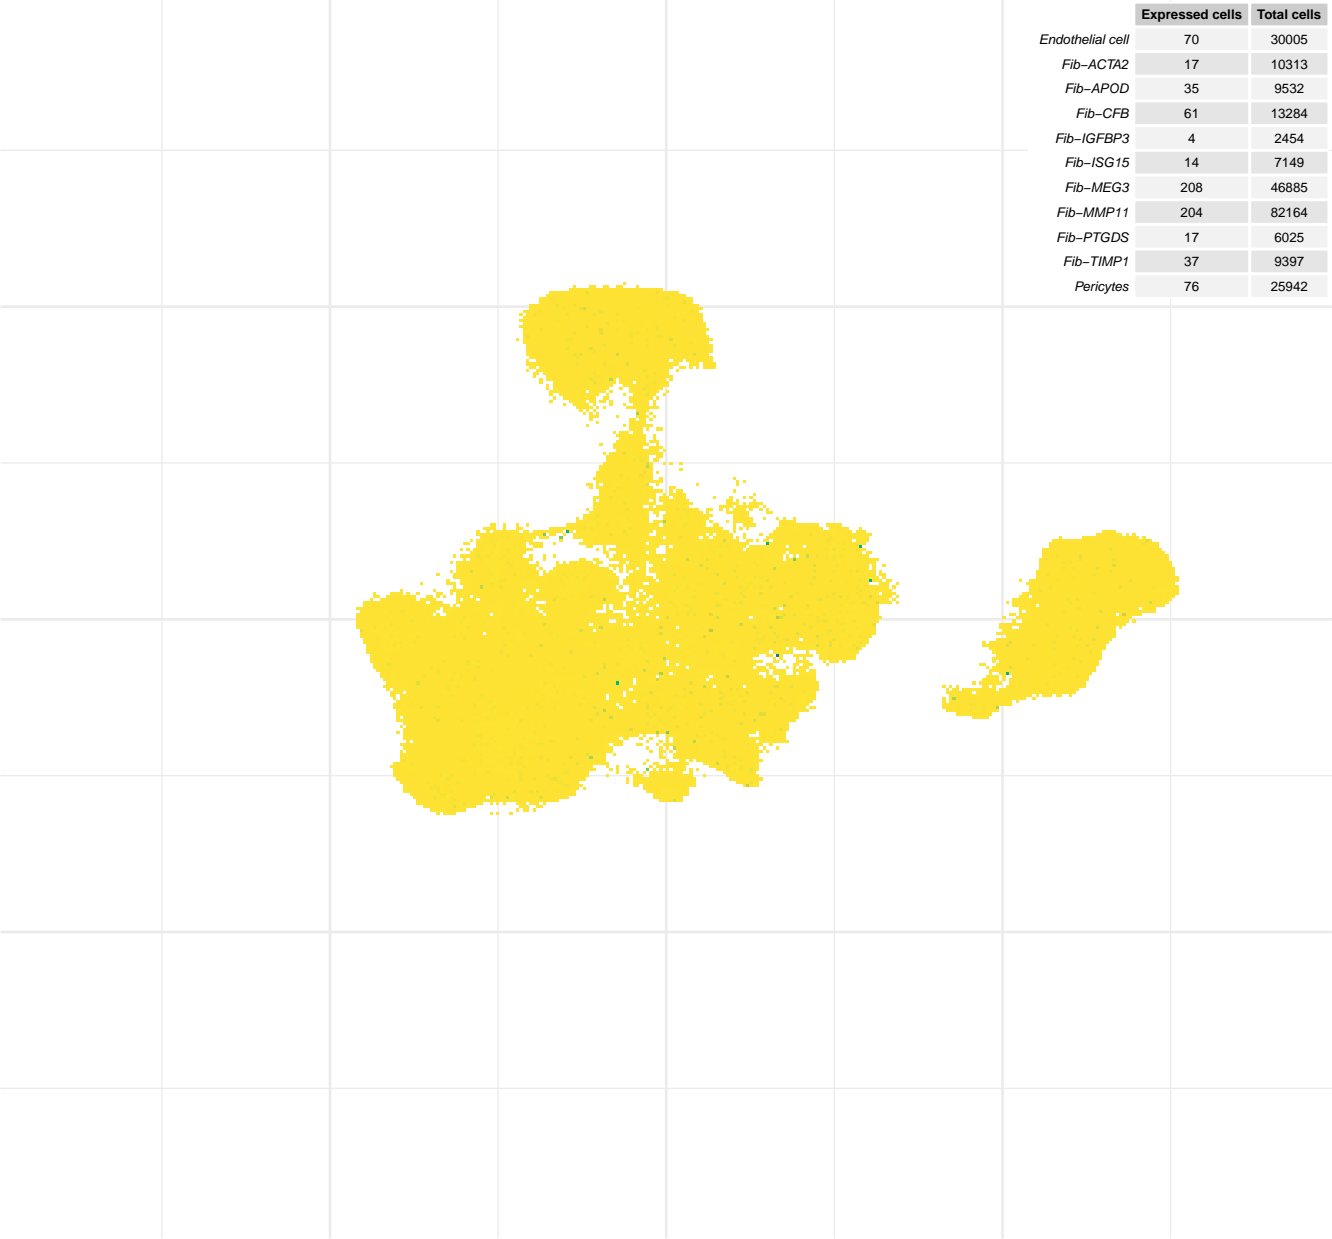 Expressed cells Total cells
Endothelial cell 70 30005
Fib−ACTA2 17 10313
Fib−APOD 35 9532
Fib−CFB 61 13284
Fib−IGFBP3 4 2454
Fib−ISG15 14 7149
Fib−MEG3 208 46885
Fib−MMP11 204 82164
Fib−PTGDS 17 6025
Fib−TIMP1 37 9397
Pericytes 76 25942